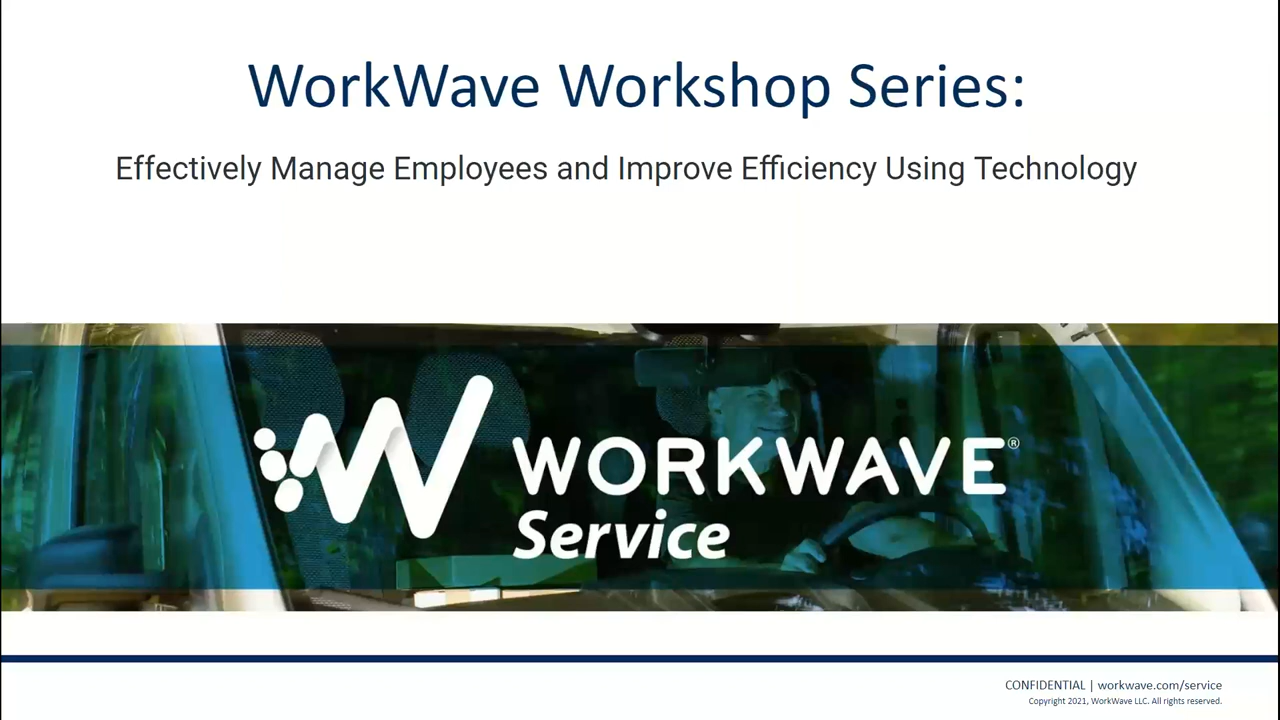 WorkWave Workshop Series:
Effectively Manage Employees and Improve Efficiency Using Technology
WORKWAVE®
Service
CONFIDENTIAL | workwave.com/service
Copyright 2021, WorkWave LLC. All rights reserved.